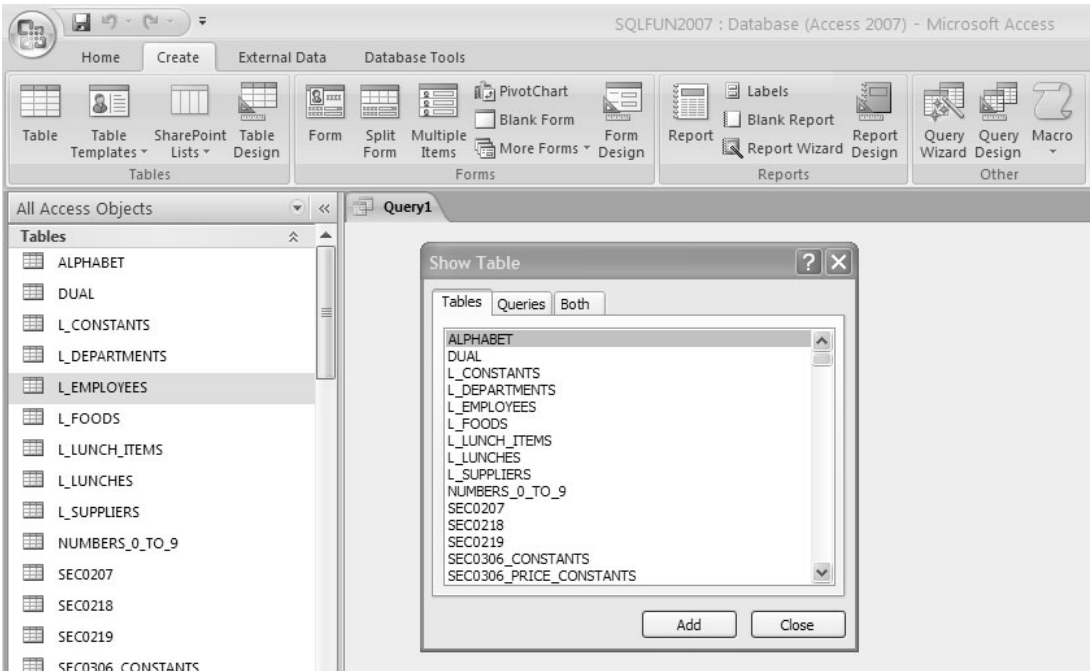 SQLFUN2007 : Database (Access 2007) - Microsoft Access
Home Create External Data Database Tools
Table
Table Templates
SharePoint Lists
Table Design
Tables
Form
Split Form
Multiple Items
PivotChart
Blank Form
More Forms
Form Design
Forms
Report
Labels
Blank Report
Report Wizard
Report Design
Reports
Query Wizard
Query Design
Macro
Other
All Access Objects
Tables
ALPHABET
DUAL
L_CONSTANTS
L_DEPARTMENTS
L_EMPLOYEES
L_FOODS
L_LUNCH_ITEMS
L_LUNCHES
L_SUPPLIERS
NUMBERS_0_TO_9
SEC0207
SEC0218
SEC0219
SEC0306_CONSTANTS
Query1
Show Table
Tables Queries Both
ALPHABET
DUAL
L_CONSTANTS
L_DEPARTMENTS
L_EMPLOYEES
L_FOODS
L_LUNCH_ITEMS
L_LUNCHES
L_SUPPLIERS
NUMBERS_0_TO_9
SEC0207
SEC0218
SEC0219
SEC0306_CONSTANTS
SEC0306_PRICE_CONSTANTS
Add Close